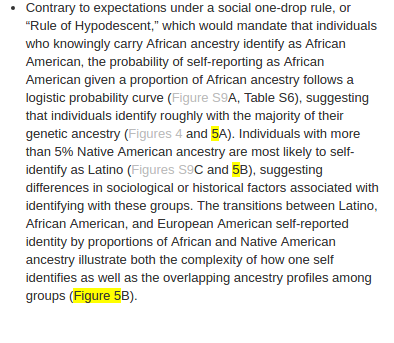 • Contrary to expectations under a social one-drop rule, or
“Rule of Hypodescent,” which would mandate that individuals
who knowingly carry African ancestry identify as African
American, the probability of self-reporting as African
American given a proportion of African ancestry follows a
logistic probability curve (Figure S9A, Table S6), suggesting
that individuals identify roughly with the majority of their
genetic ancestry (Figures 4 and 5A). Individuals with more
than 5% Native American ancestry are most likely to self-
identify as Latino (Figures S9C and 5B), suggesting
differences in sociological or historical factors associated with
identifying with these groups. The transitions between Latino,
African American, and European American self-reported
identity by proportions of African and Native American
ancestry illustrate both the complexity of how one self
identifies as well as the overlapping ancestry profiles among
groups (Figure 5B).